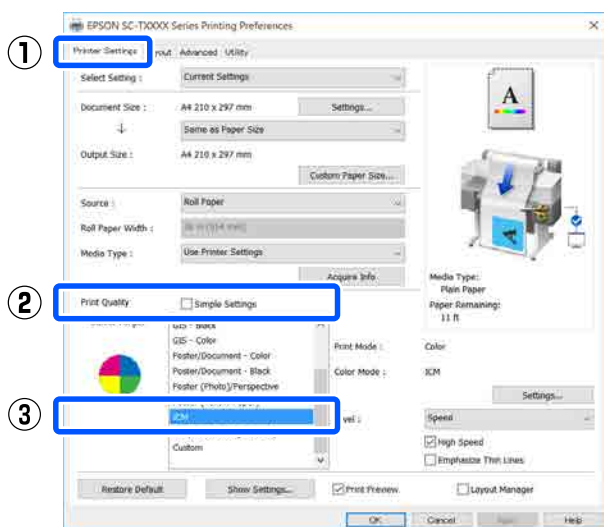 EPSON SC-TXXXX Series Printing Preferences
① Printer Settings
Advanced Utility
Select Setting : Current Settings
Document Size : A4 210 x 297 mm Settings...
Same as Paper Size
Output Size : A4 210 x 297 mm
Custom Paper Size...
Source : Roll Paper
Roll Paper Width :
Media Type : Use Printer Settings
Acquire Info
Media Type:
Plain Paper
Paper Remaining:
11 ft
② Print Quality Simple Settings
GIS - Color
Poster/Document - Color
Poster/Document - Black
Poster (Photo)/Perspective
③ ICM
Custom
Print Mode : Color
Color Mode : ICM
Settings...
Speed
High Speed
Emphasize Thin Lines
Restore Default Show Settings... Print Preview Layout Manager
OK Cancel Help
A